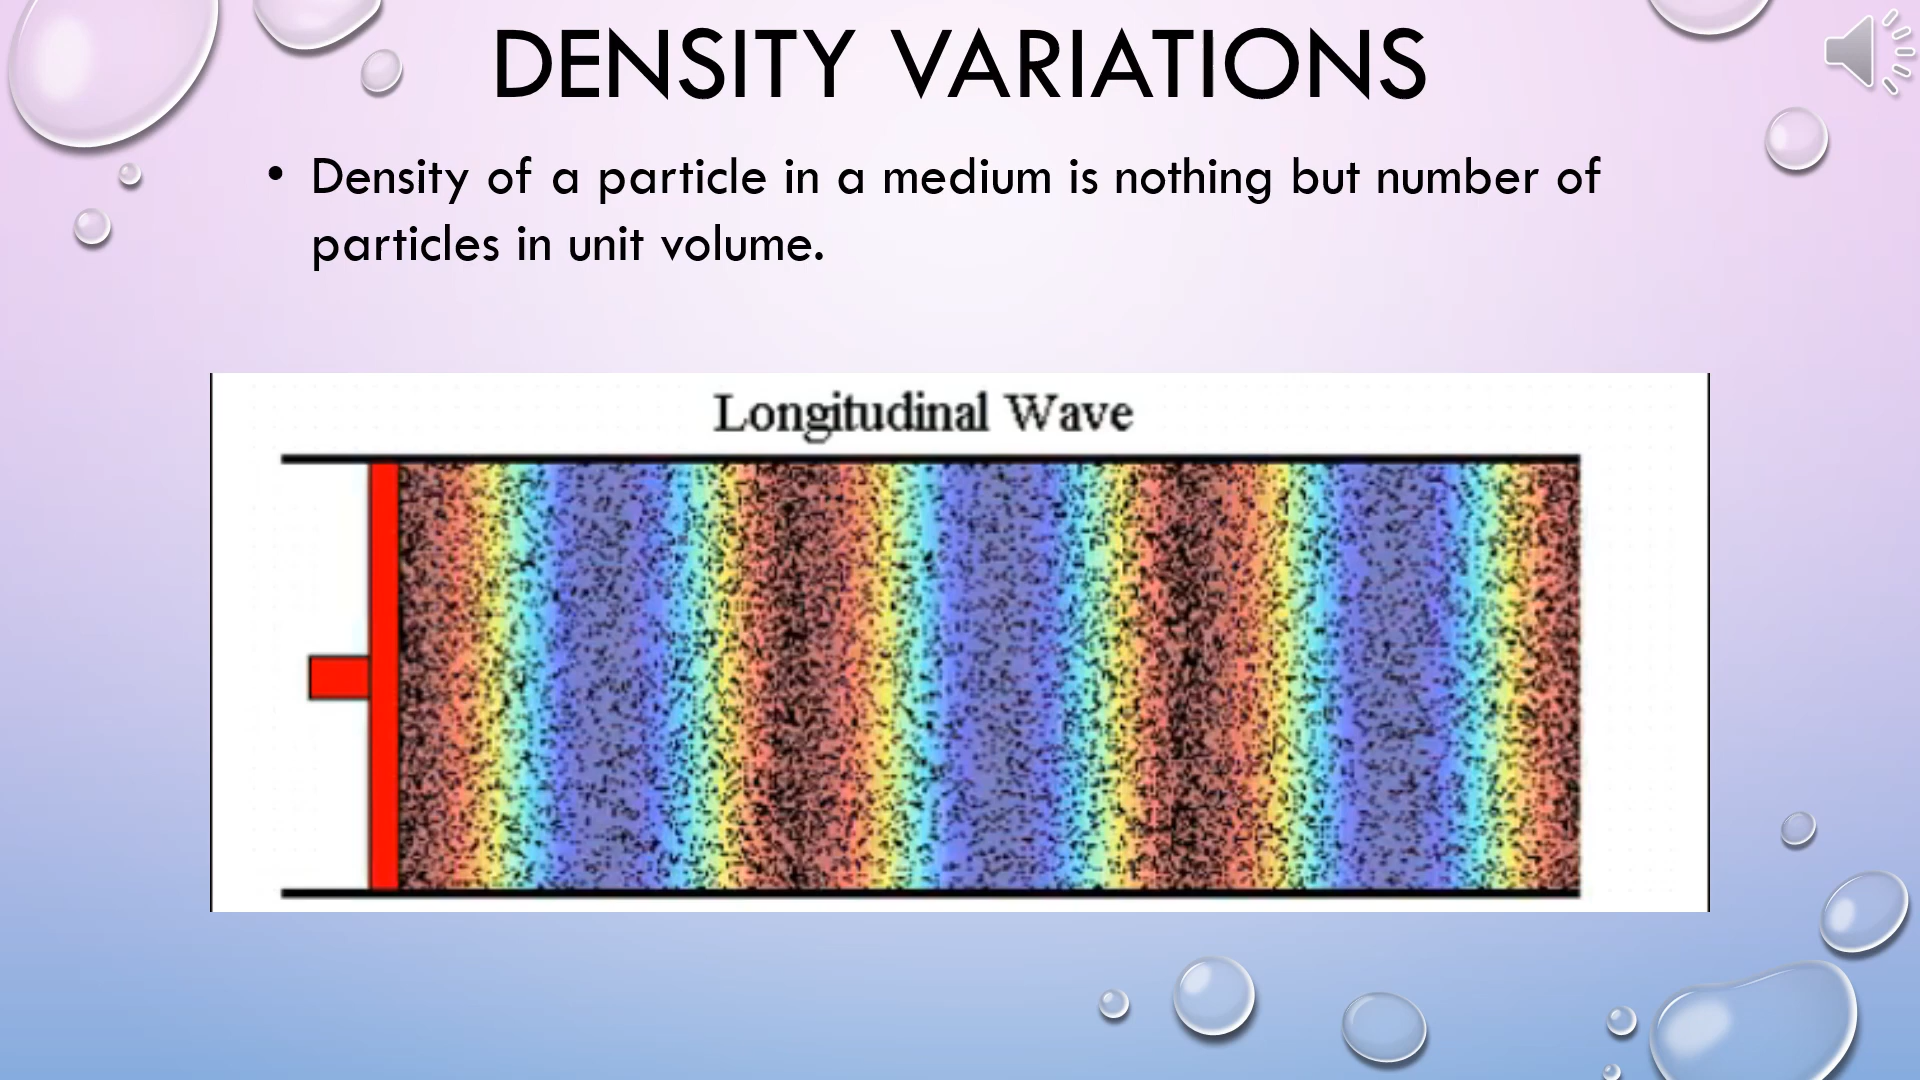 DENSITY VARIATIONS
• Density of a particle in a medium is nothing but number of
particles in unit volume.
Longitudinal Wave